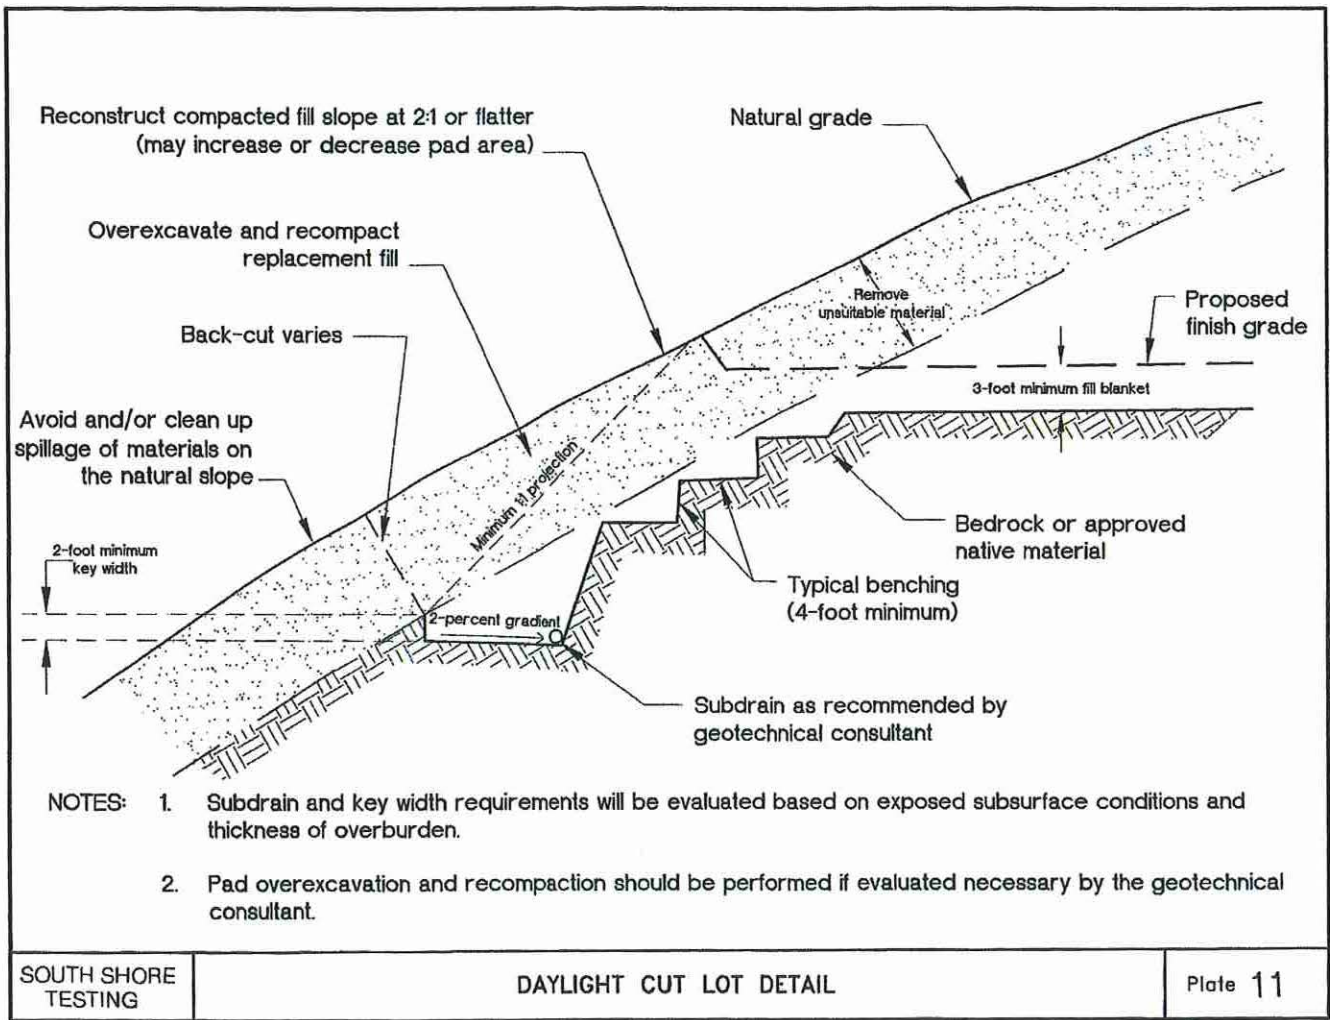 Reconstruct compacted fill slope at 2:1 or flatter
(may increase or decrease pad area)
Natural grade
Overexcavate and recompact
replacement fill
Remove
unsuitable material
Proposed
finish grade
Back-cut varies
3-foot minimum fill blanket
Avoid and/or clean up
spillage of materials on
the natural slope
Minimum 1:1 projection
2-foot minimum
key width
Bedrock or approved
native material
Typical benching
(4-foot minimum)
2-percent gradient
Subdrain as recommended by
geotechnical consultant
NOTES: 1. Subdrain and key width requirements will be evaluated based on exposed subsurface conditions and
thickness of overburden.
2. Pad overexcavation and recompaction should be performed if evaluated necessary by the geotechnical
consultant.
SOUTH SHORE
TESTING
DAYLIGHT CUT LOT DETAIL
Plate 11